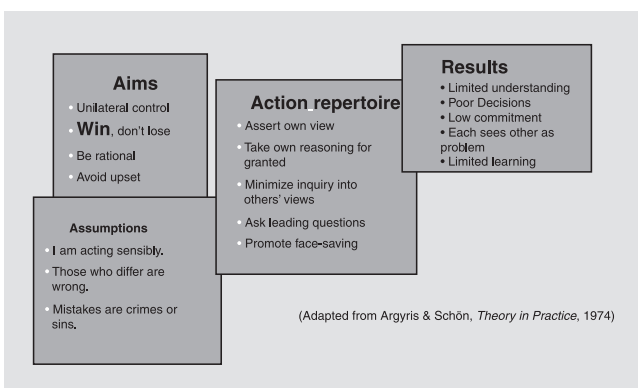 Aims
• Unilateral control
• Win, don't lose
• Be rational
• Avoid upset
Assumptions
• I am acting sensibly.
• Those who differ are
wrong.
• Mistakes are crimes or
sins.
Action repertoire
• Assert own view
• Take own reasoning for
granted
• Minimize inquiry into
others' views
• Ask leading questions
• Promote face-saving
Results
• Limited understanding
• Poor Decisions
• Low commitment
• Each sees other as
problem
• Limited learning
(Adapted from Argyris & Schön, Theory in Practice, 1974)